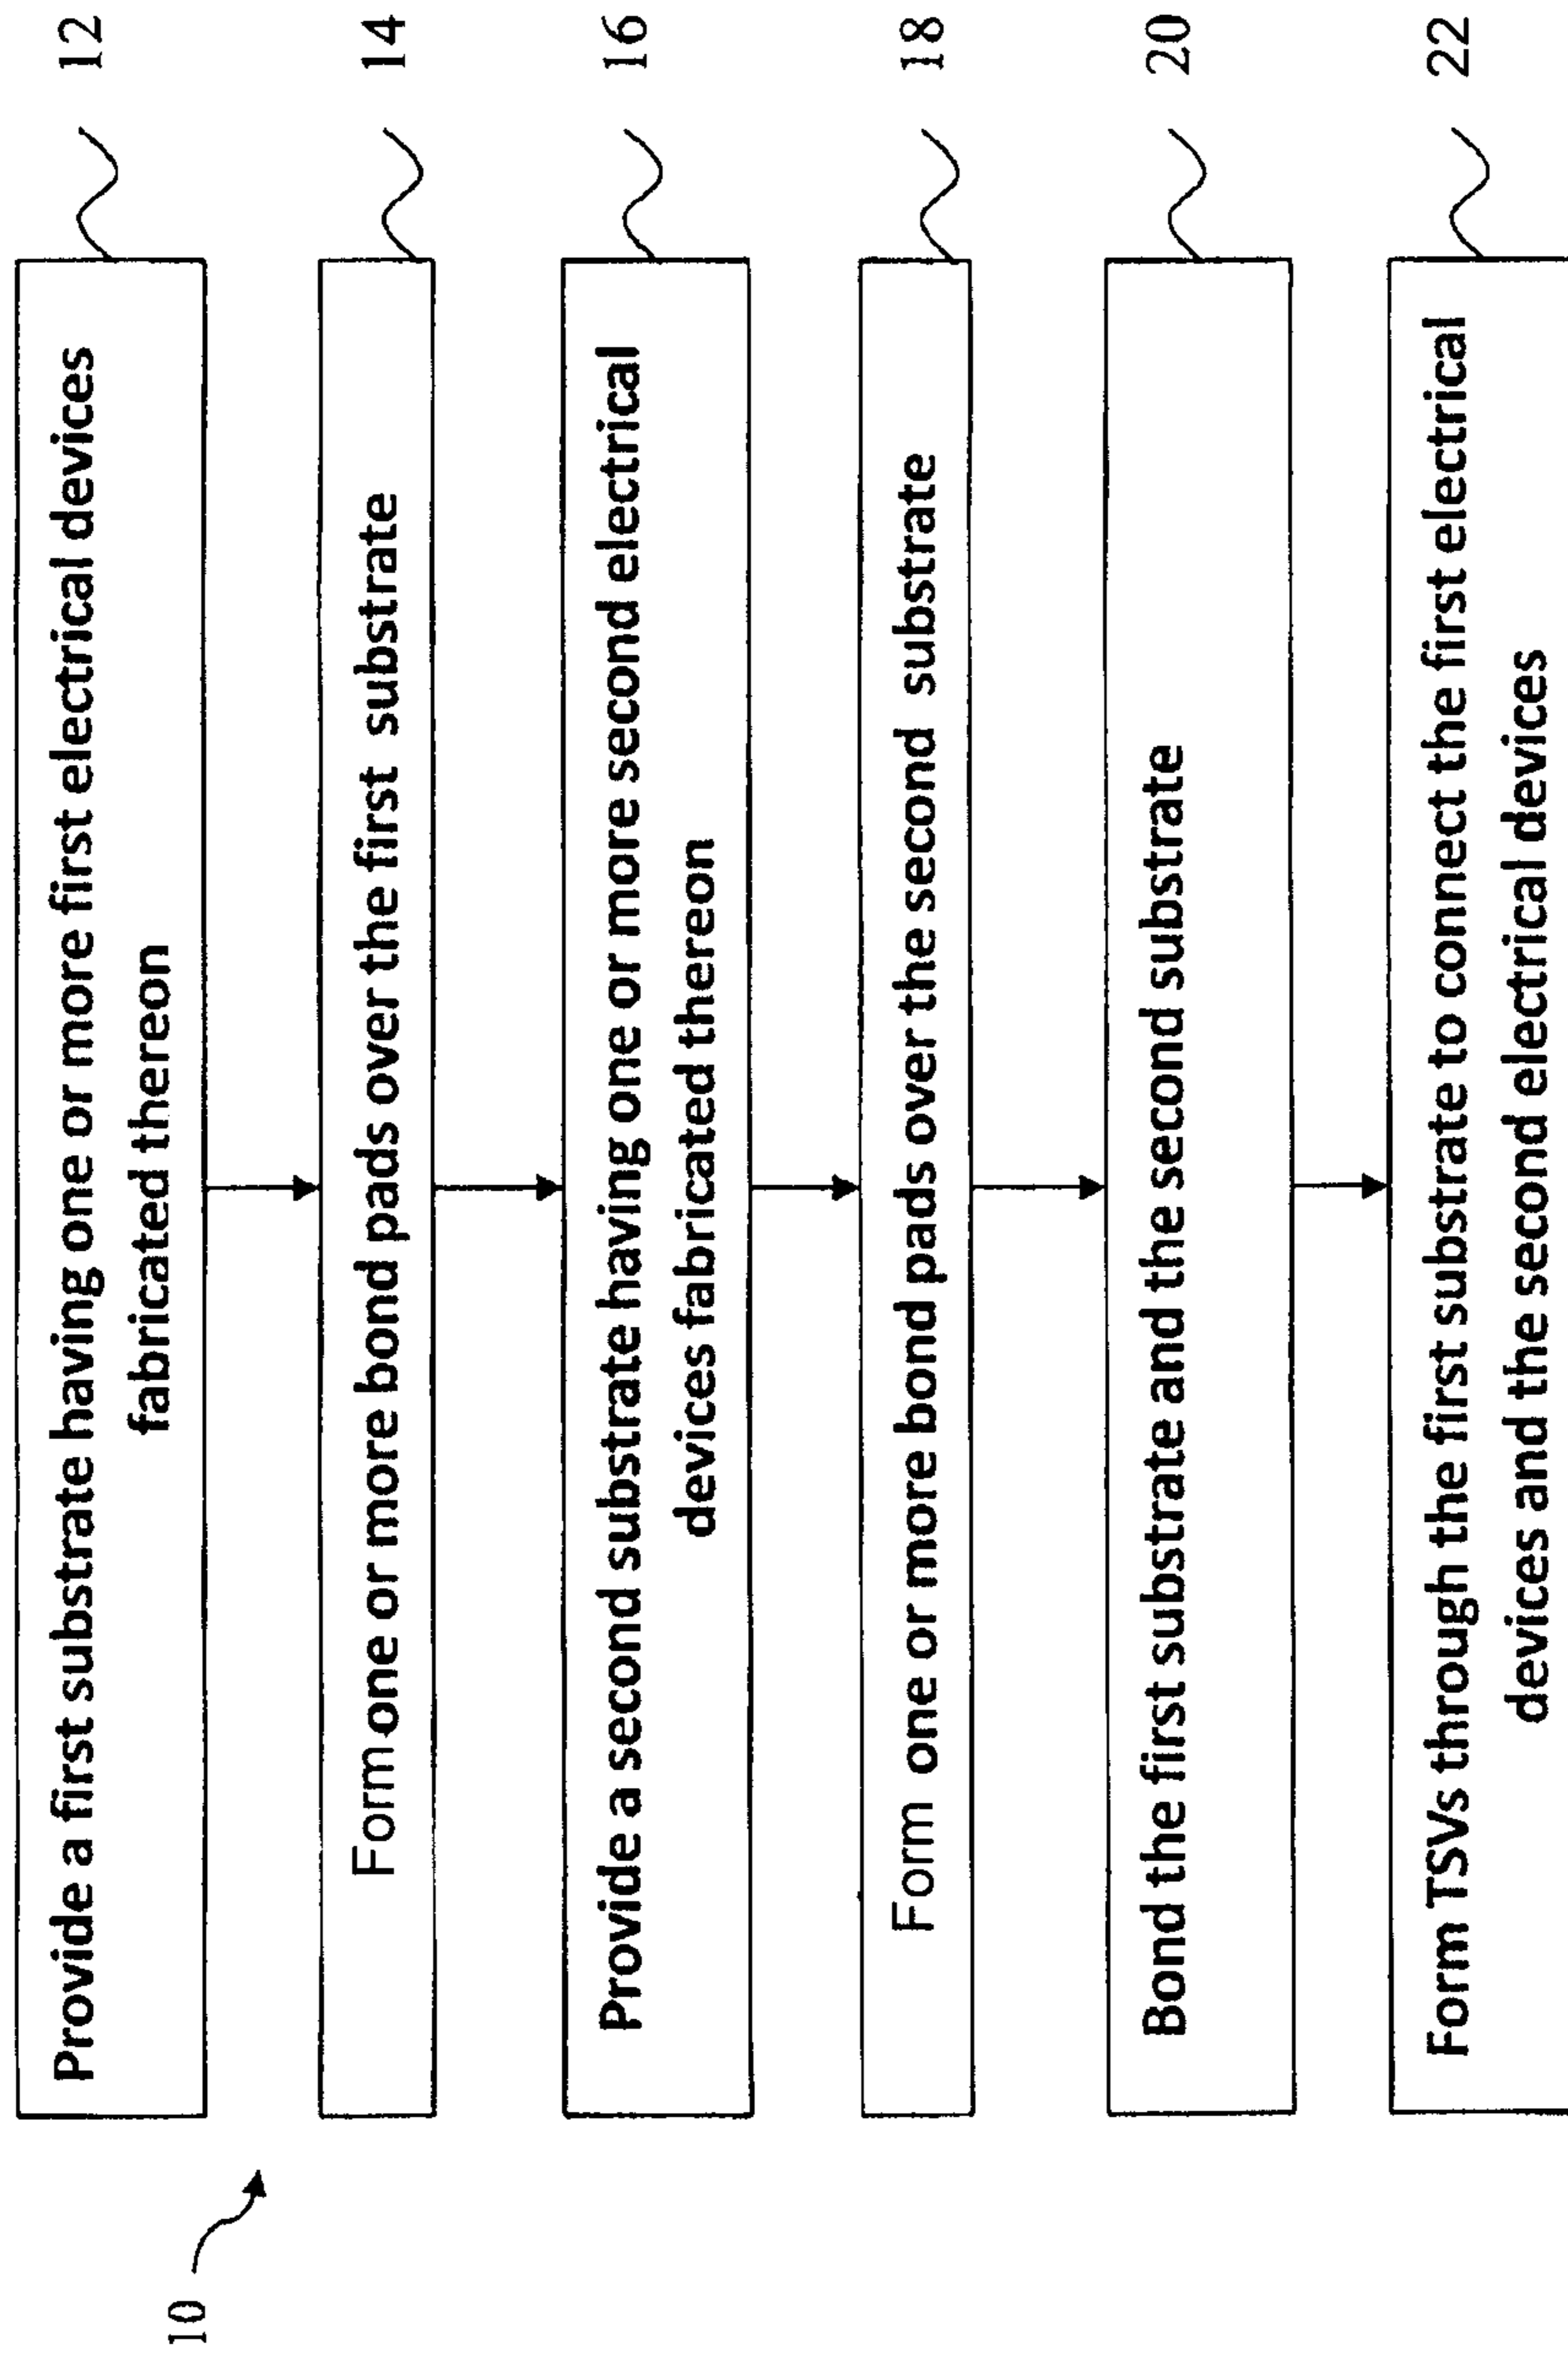 10
Provide a first substrate having one or more first electrical devices
fabricated thereon
12
Form one or more bond pads over the first substrate
14
Provide a second substrate having one or more second electrical
devices fabricated thereon
16
Form one or more bond pads over the second substrate
18
Bond the first substrate and the second substrate
20
Form TSVs through the first substrate to connect the first electrical
devices and the second electrical devices
22